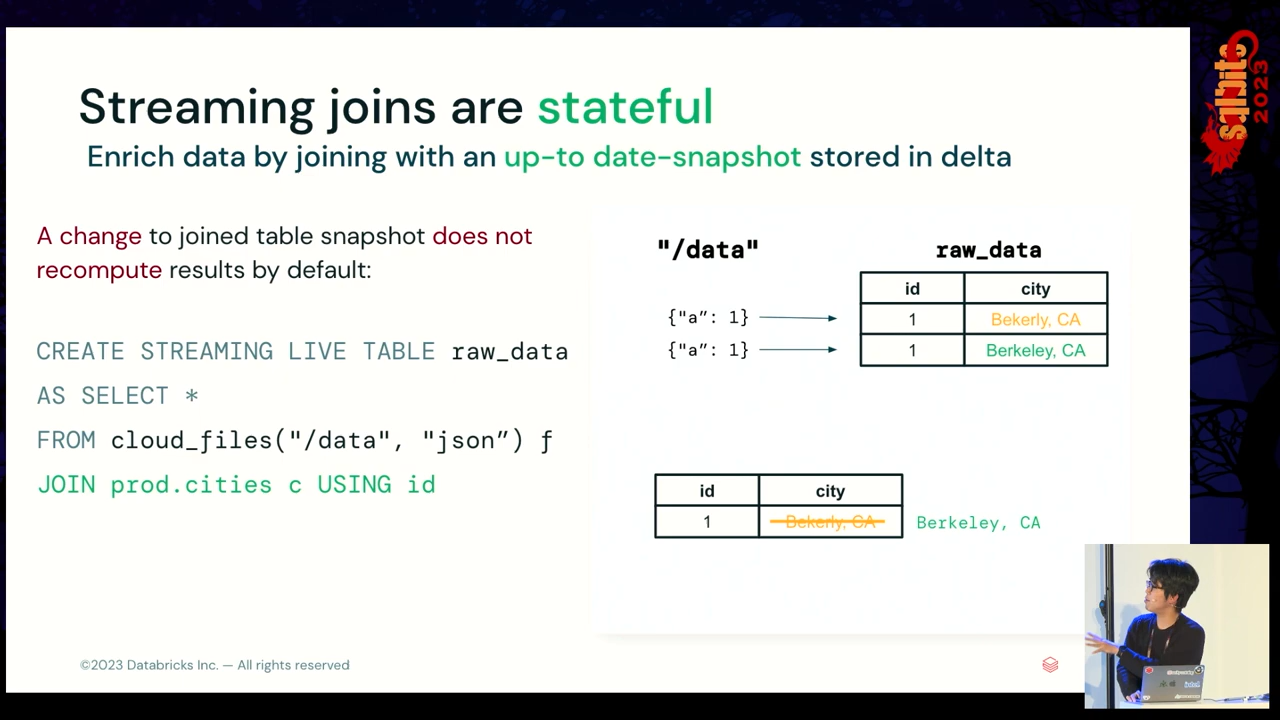 Streaming joins are stateful
Enrich data by joining with an up-to date-snapshot stored in delta
A change to joined table snapshot does not
recompute results by default:
CREATE STREAMING LIVE TABLE raw_data
AS SELECT *
FROM cloud_files("/data", "json”) f
JOIN prod.cities c USING id
"/data"
{"a”: 1}
{"a”: 1}
raw_data
id city
1 Bekerly, CA
1 Berkeley, CA
id city
1 Bekerly, CA Berkeley, CA
©2023 Databricks Inc. — All rights reserved
sqlbits
2023